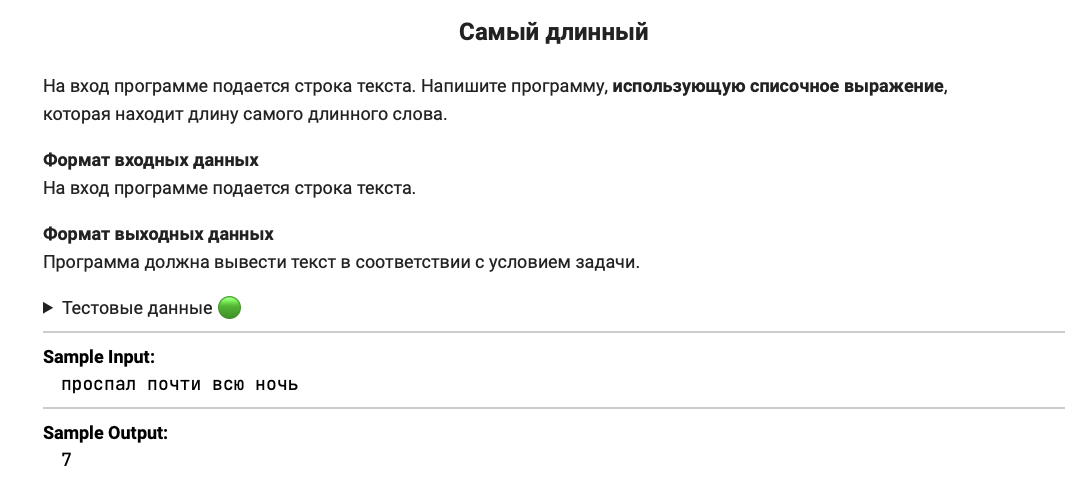 Самый длинный
На вход программе подается строка текста. Напишите программу, использующую списочное выражение,
которая находит длину самого длинного слова.
Формат входных данных
На вход программе подается строка текста.
Формат выходных данных
Программа должна вывести текст в соответствии с условием задачи.
Тестовые данные
Sample Input:
проспал почти всю ночь
Sample Output:
7